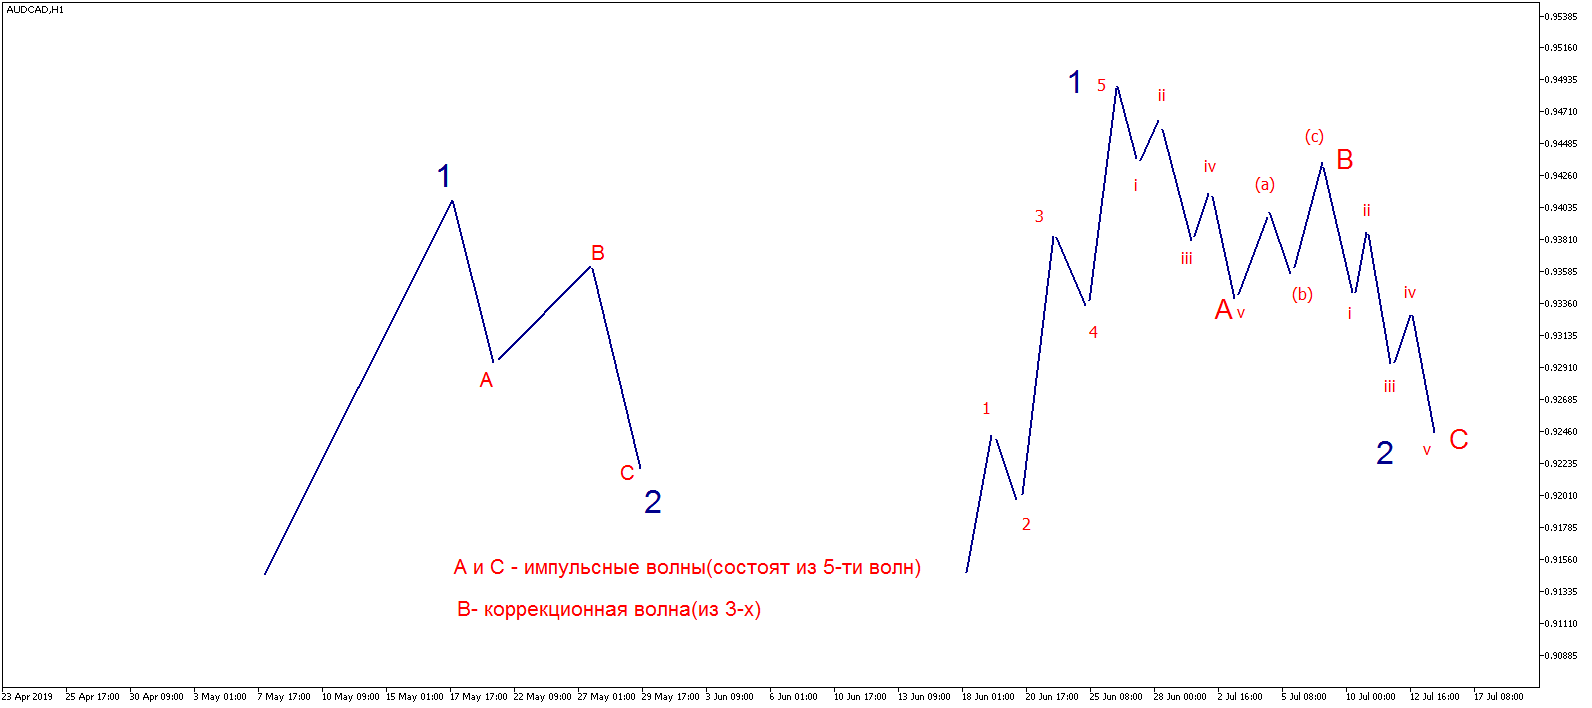 AUDCAD,H1
0.95385
0.95160
0.94935
0.94710
0.94485
0.94260
0.94035
0.93810
0.93585
0.93360
0.93135
0.92910
0.92685
0.92460
0.92235
0.92010
0.91785
0.91560
0.91335
0.91110
0.90885
1
A
B
C
2
А и С - импульсные волны(состоят из 5-ти волн)
В- коррекционная волна(из 3-х)
1
2
3
4
1 5
i
ii
iii
iv
A v
(a)
(b)
(c)
B
i
ii
iii
iv
2 v C
23 Apr 2019 25 Apr 17:00 30 Apr 09:00 3 May 01:00 7 May 17:00 10 May 09:00 15 May 01:00 17 May 17:00 22 May 09:00 27 May 01:00 29 May 17:00 3 Jun 09:00 6 Jun 01:00 10 Jun 17:00 13 Jun 09:00 18 Jun 01:00 20 Jun 17:00 25 Jun 08:00 28 Jun 00:00 2 Jul 16:00 5 Jul 08:00 10 Jul 00:00 12 Jul 16:00 17 Jul 08:00